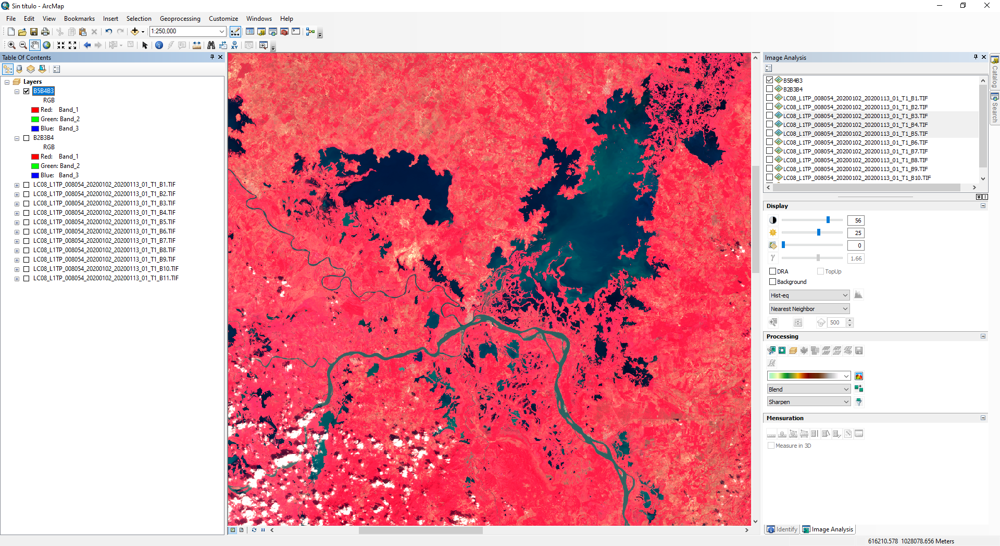 Sin título - ArcMap
File Edit View Bookmarks Insert Selection Geoprocessing Customize Windows Help
1:250,000
Table Of Contents
Layers
B5B4B3
RGB
Red: Band_1
Green: Band_2
Blue: Band_3
B2B3B4
RGB
Red: Band_1
Green: Band_2
Blue: Band_3
LC08_L1TP_008054_20200102_20200113_01_T1_B1.TIF
LC08_L1TP_008054_20200102_20200113_01_T1_B2.TIF
LC08_L1TP_008054_20200102_20200113_01_T1_B3.TIF
LC08_L1TP_008054_20200102_20200113_01_T1_B4.TIF
LC08_L1TP_008054_20200102_20200113_01_T1_B5.TIF
LC08_L1TP_008054_20200102_20200113_01_T1_B6.TIF
LC08_L1TP_008054_20200102_20200113_01_T1_B7.TIF
LC08_L1TP_008054_20200102_20200113_01_T1_B8.TIF
LC08_L1TP_008054_20200102_20200113_01_T1_B9.TIF
LC08_L1TP_008054_20200102_20200113_01_T1_B10.TIF
LC08_L1TP_008054_20200102_20200113_01_T1_B11.TIF
Image Analysis
B5B4B3
B2B3B4
LC08_L1TP_008054_20200102_20200113_01_T1_B1.TIF
LC08_L1TP_008054_20200102_20200113_01_T1_B2.TIF
LC08_L1TP_008054_20200102_20200113_01_T1_B3.TIF
LC08_L1TP_008054_20200102_20200113_01_T1_B4.TIF
LC08_L1TP_008054_20200102_20200113_01_T1_B5.TIF
LC08_L1TP_008054_20200102_20200113_01_T1_B6.TIF
LC08_L1TP_008054_20200102_20200113_01_T1_B7.TIF
LC08_L1TP_008054_20200102_20200113_01_T1_B8.TIF
LC08_L1TP_008054_20200102_20200113_01_T1_B9.TIF
LC08_L1TP_008054_20200102_20200113_01_T1_B10.TIF
Display
56
25
0
γ 1.66
DRA TopUp
Background
Hist-eq
Nearest Neighbor
500
Processing
Blend
Sharpen
Mensuration
Measure in 3D
Identify Image Analysis
Catalog
Search
616210.578 1028078.656 Meters